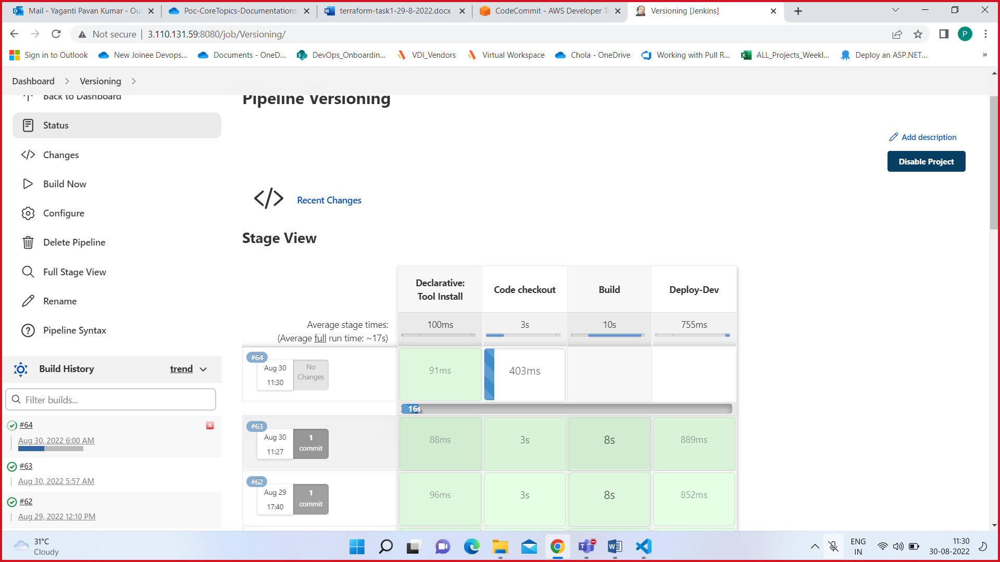 Mail - Yaganti Pavan Kumar - Out
Poc-CoreTopics-Documentations
terraform-task1-29-8-2022.docx
CodeCommit - AWS Developer To
Versioning [Jenkins]
Not secure
3.110.131.59:8080/job/Versioning/
P
Sign in to Outlook
New Joinee Devops...
Documents - OneD...
DevOps_Onboardin...
VDI_Vendors
Virtual Workspace
Chola - OneDrive
Working with Pull R...
ALL_Projects_Weekl...
Deploy an ASP.NET...
»
Dashboard
Versioning
Back to Dashboard
Status
Changes
Build Now
Configure
Delete Pipeline
Full Stage View
Rename
Pipeline Syntax
Build History
trend
Filter builds...
#64
Aug 30, 2022 6:00 AM
#63
Aug 30, 2022 5:57 AM
#62
Aug 29, 2022 12:10 PM
Pipeline Versioning
Add description
Disable Project
Recent Changes
Stage View
Declarative:
Tool Install
Code checkout
Build
Deploy-Dev
Average stage times:
(Average full run time: ~17s)
100ms
3s
10s
755ms
#64
Aug 30
11:30
No
Changes
91ms
403ms
16s
#63
Aug 30
11:27
1
commit
88ms
3s
8s
889ms
#62
Aug 29
17:40
1
commit
96ms
3s
8s
852ms
31°C
Cloudy
ENG
IN
11:30
30-08-2022